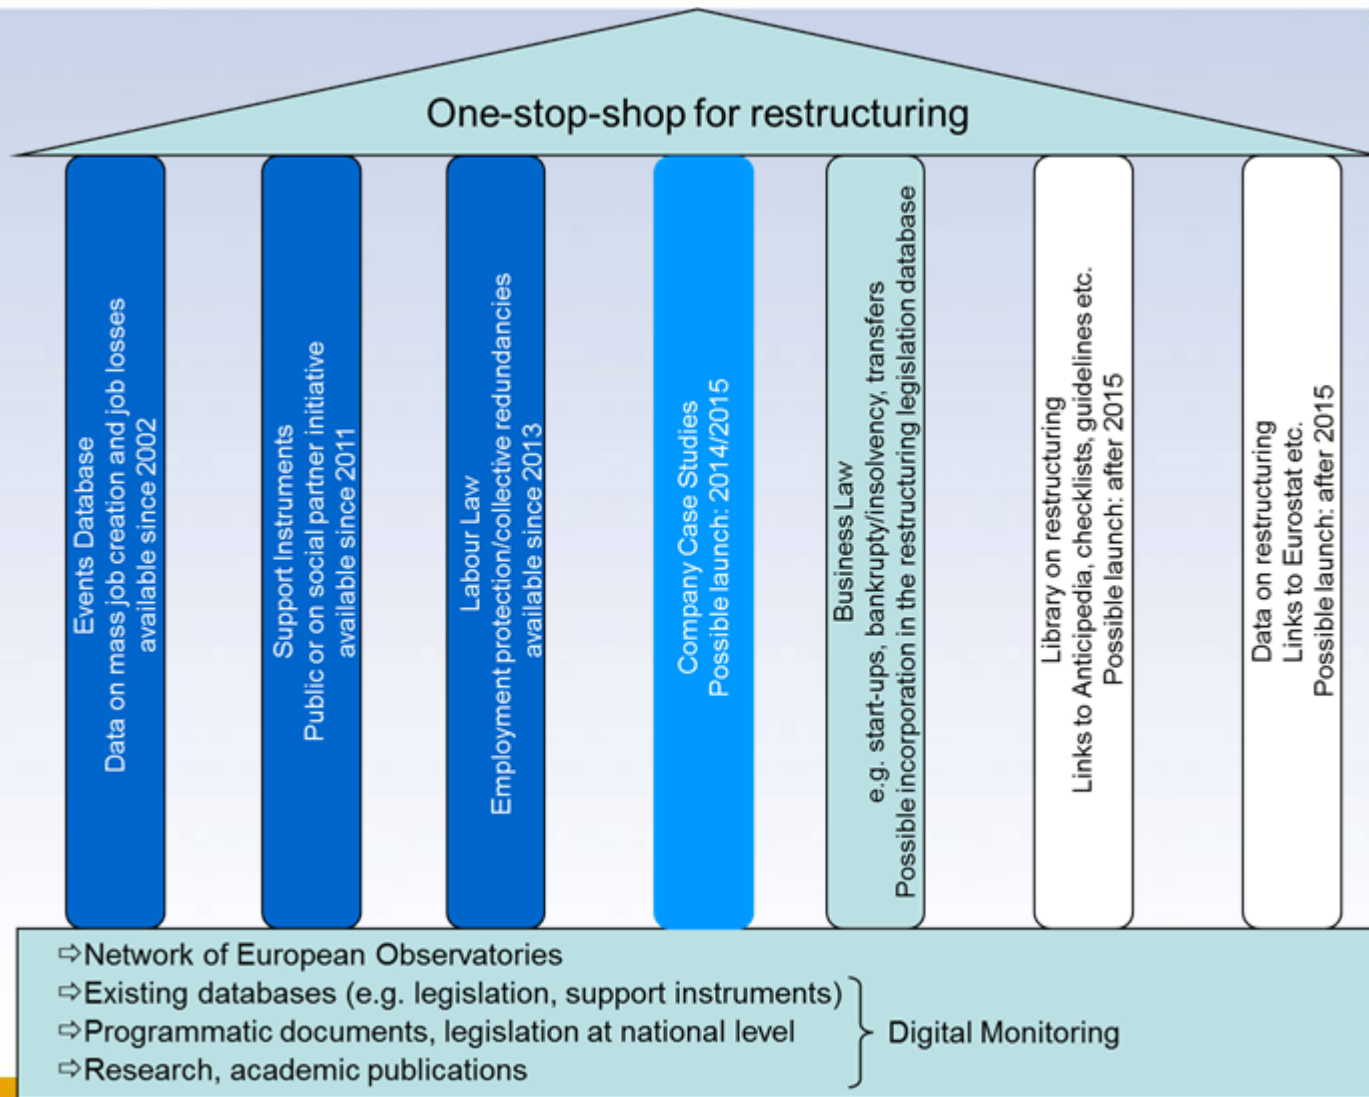 One-stop-shop for restructuring
Events Database
Data on mass job creation and job losses
available since 2002
Support Instruments
Public or on social partner initiative
available since 2011
Labour Law
Employment protection/collective redundancies
available since 2013
Company Case Studies
Possible launch: 2014/2015
Business Law
e.g. start-ups, bankrupty/insolvency, transfers
Possible incorporation in the restructuring legislation database
Library on restructuring
Links to Anticipedia, checklists, guidelines etc.
Possible launch: after 2015
Data on restructuring
Links to Eurostat etc.
Possible launch: after 2015
⇨Network of European Observatories
⇨Existing databases (e.g. legislation, support instruments)
⇨Programmatic documents, legislation at national level
⇨Research, academic publications
Digital Monitoring